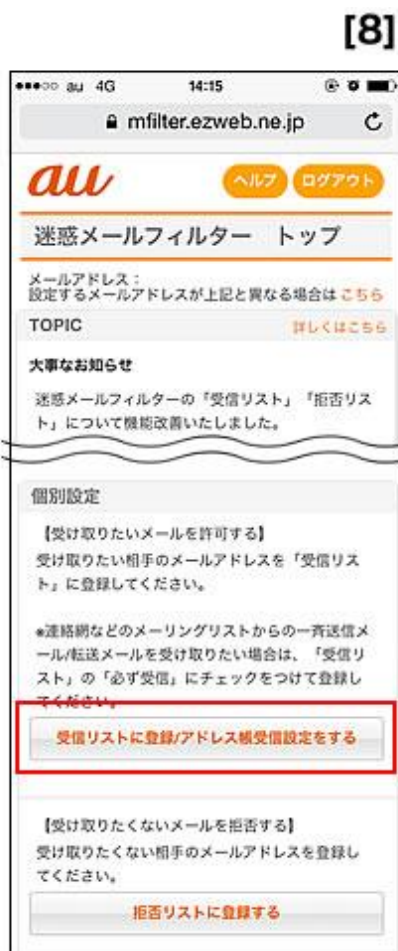 [8]
au 4G 14:15
mfilter.ezweb.ne.jp
au ヘルプ ログアウト
迷惑メールフィルター トップ
メールアドレス：
設定するメールアドレスが上記と異なる場合はこちら
TOPIC 詳しくはこちら
大事なお知らせ
迷惑メールフィルターの「受信リスト」「拒否リス
ト」について機能改善いたしました。
個別設定
【受け取りたいメールを許可する】
受け取りたい相手のメールアドレスを「受信リス
ト」に登録してください。
※連絡網などのメーリングリストからの一斉送信メ
ール/転送メールを受け取りたい場合は、「受信リ
スト」の「必ず受信」にチェックをつけて登録し
てください。
受信リストに登録/アドレス帳受信設定をする
【受け取りたくないメールを拒否する】
受け取りたくない相手のメールアドレスを登録し
てください。
拒否リストに登録する